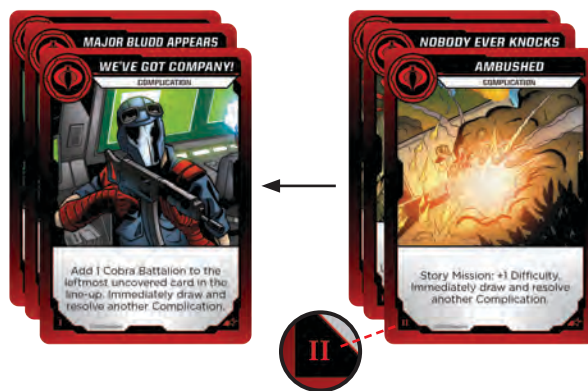 MAJOR BLUDD APPEARS
WE'VE GOT COMPANY!
COMPLICATION
Add 1 Cobra Battalion to the
leftmost uncovered card in the
line-up. Immediately draw and
resolve another Complication.
I
NOBODY EVER KNOCKS
AMBUSHED
COMPLICATION
Story Mission: +1 Difficulty.
Immediately draw and resolve
another Complication.
II
II